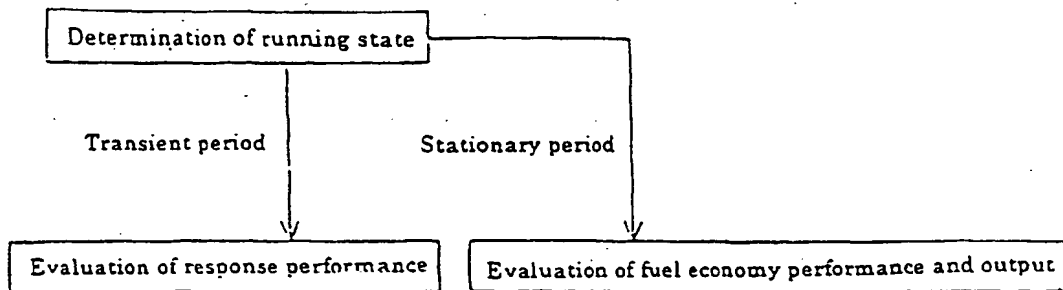 Determination of running state
Transient period
Stationary period
Evaluation of response performance
Evaluation of fuel economy performance and output